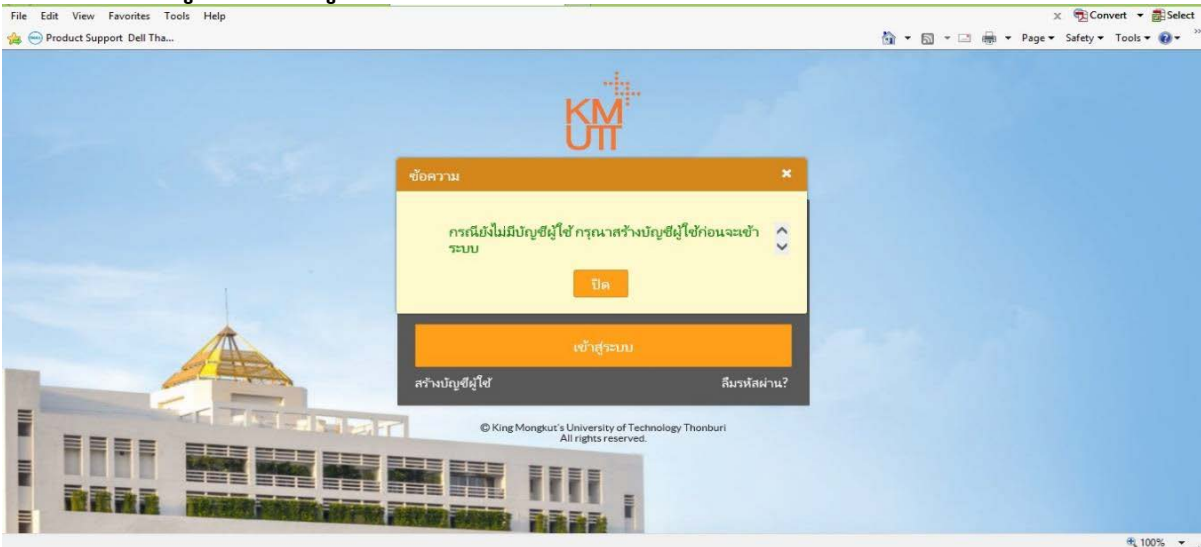 File Edit View Favorites Tools Help
x Convert Select
Product Support Dell Tha...
Page Safety Tools
KM
UTT
ข้อความ
กรณียังไม่มีบัญชีผู้ใช้ กรุณาสร้างบัญชีผู้ใช้ก่อนจะเข้า
ระบบ
ปิด
เข้าสู่ระบบ
สร้างบัญชีผู้ใช้ ลืมรหัสผ่าน?
© King Mongkut's University of Technology Thonburi
All rights reserved.
100%